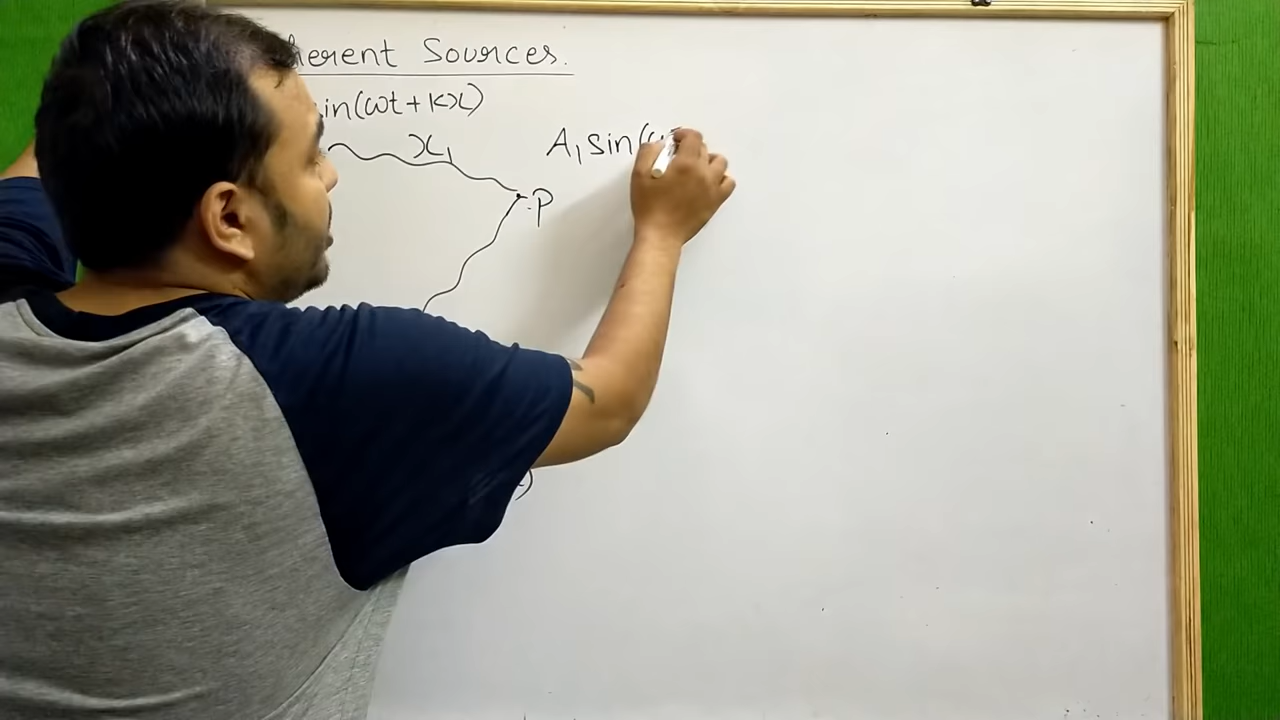 herent Sources.
sin(ωt + Kx)
x₁
A₁ sin(
P
)